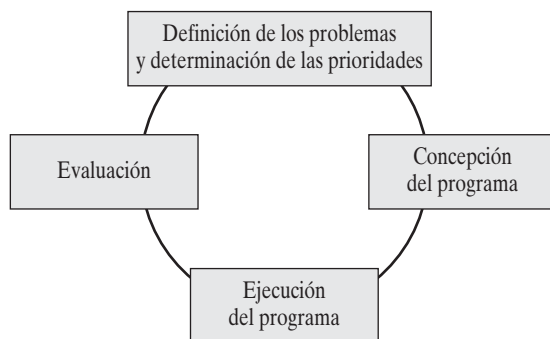 Definición de los problemas
y determinación de las prioridades
Evaluación
Concepción
del programa
Ejecución
del programa